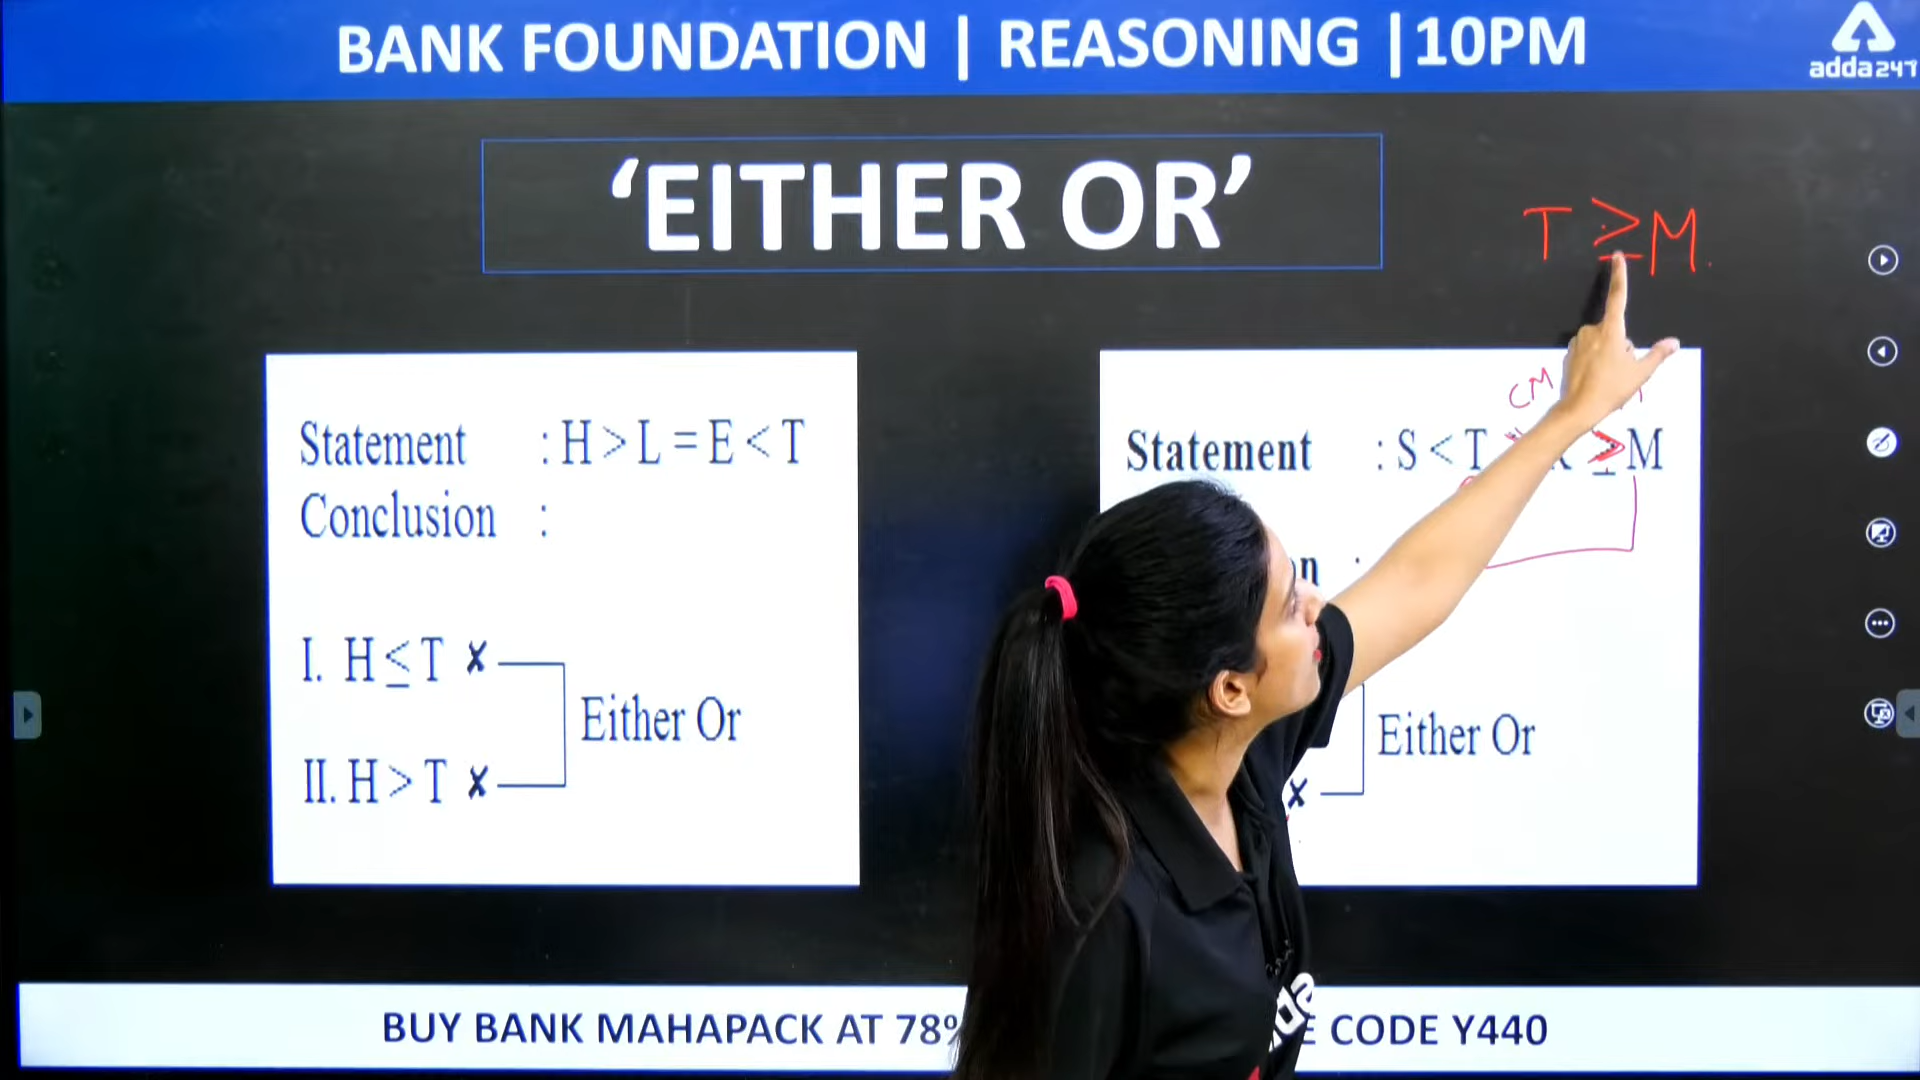 BANK FOUNDATION | REASONING | 10PM
adda247
'EITHER OR'
T ≥ M
Statement : H > L = E < T
Conclusion :
I. H ≤ T ✗
II. H > T ✗
Either Or
CM
Statement : S < T ≥ M
:
Either Or
✗
BUY BANK MAHAPACK AT 78%
CODE Y440